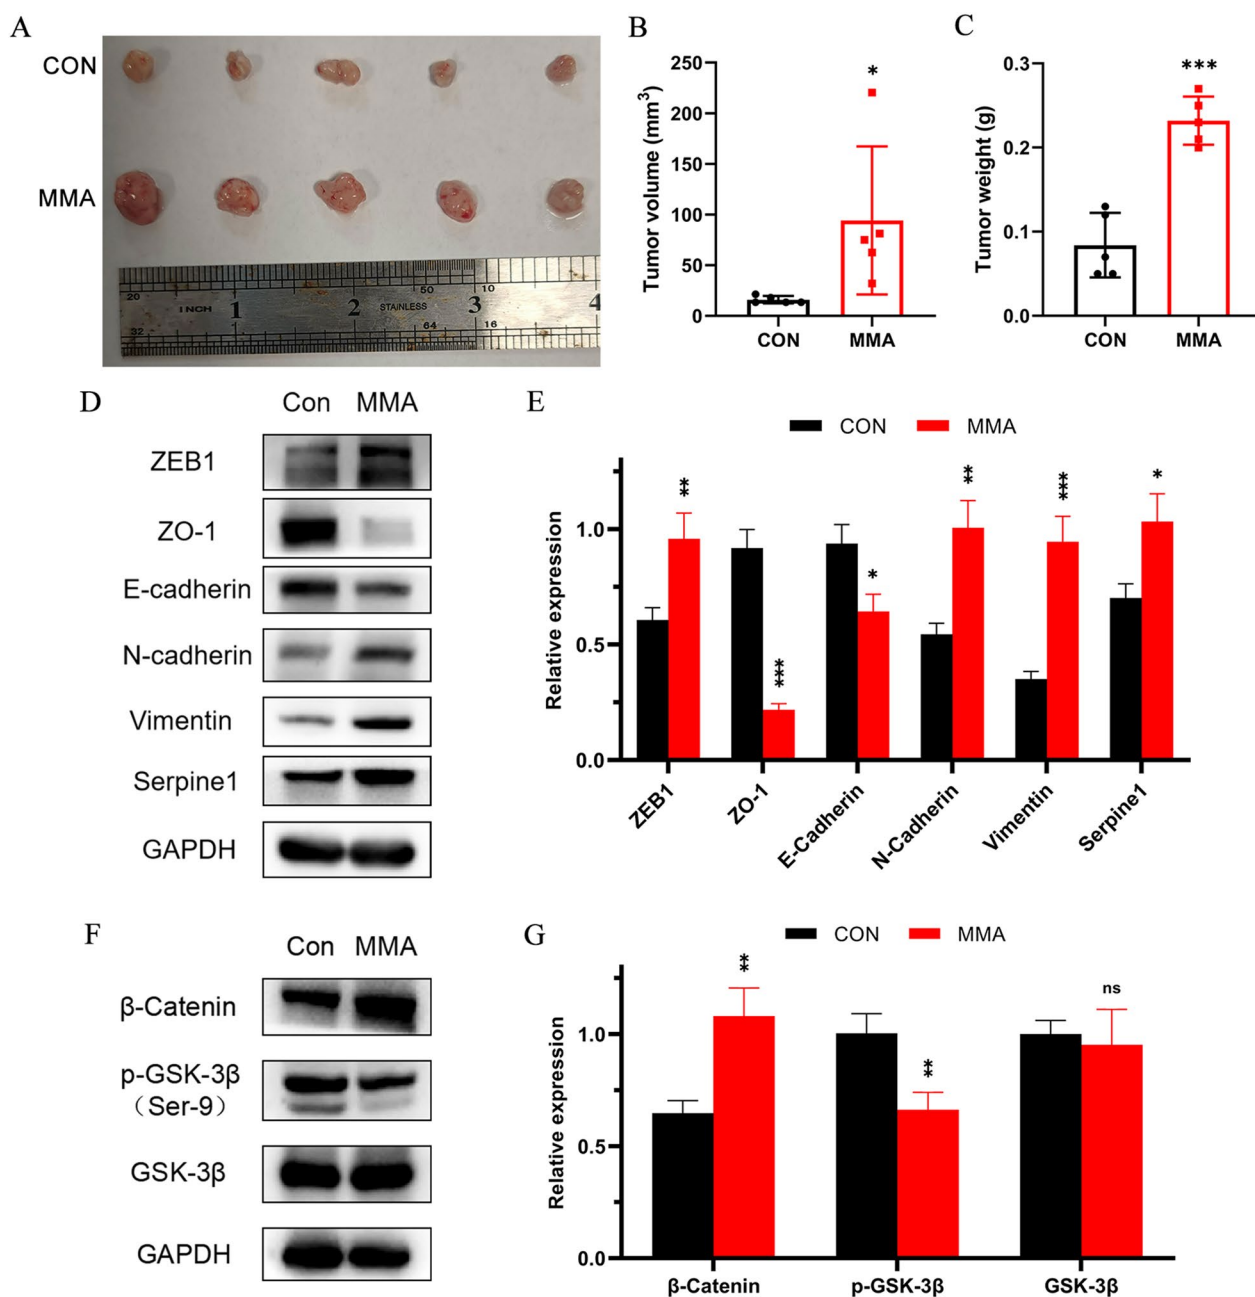 A
CON
MMA
20
10
INCH
1
2
STAINLESS
50
3
4
32
64
16
B
Tumor volume (mm³)
250
200
150
100
50
0
*
CON
MMA
C
Tumor weight (g)
0.3
0.2
0.1
0.0
***
CON
MMA
D
Con
MMA
ZEB1
ZO-1
E-cadherin
N-cadherin
Vimentin
Serpine1
GAPDH
E
CON
MMA
Relative expression
1.0
0.5
0.0
**
***
*
**
***
*
ZEB1
ZO-1
E-Cadherin
N-Cadherin
Vimentin
Serpine1
F
Con
MMA
β-Catenin
p-GSK-3β
（Ser-9）
GSK-3β
GAPDH
G
CON
MMA
Relative expression
1.0
0.5
0.0
**
**
ns
β-Catenin
p-GSK-3β
GSK-3β